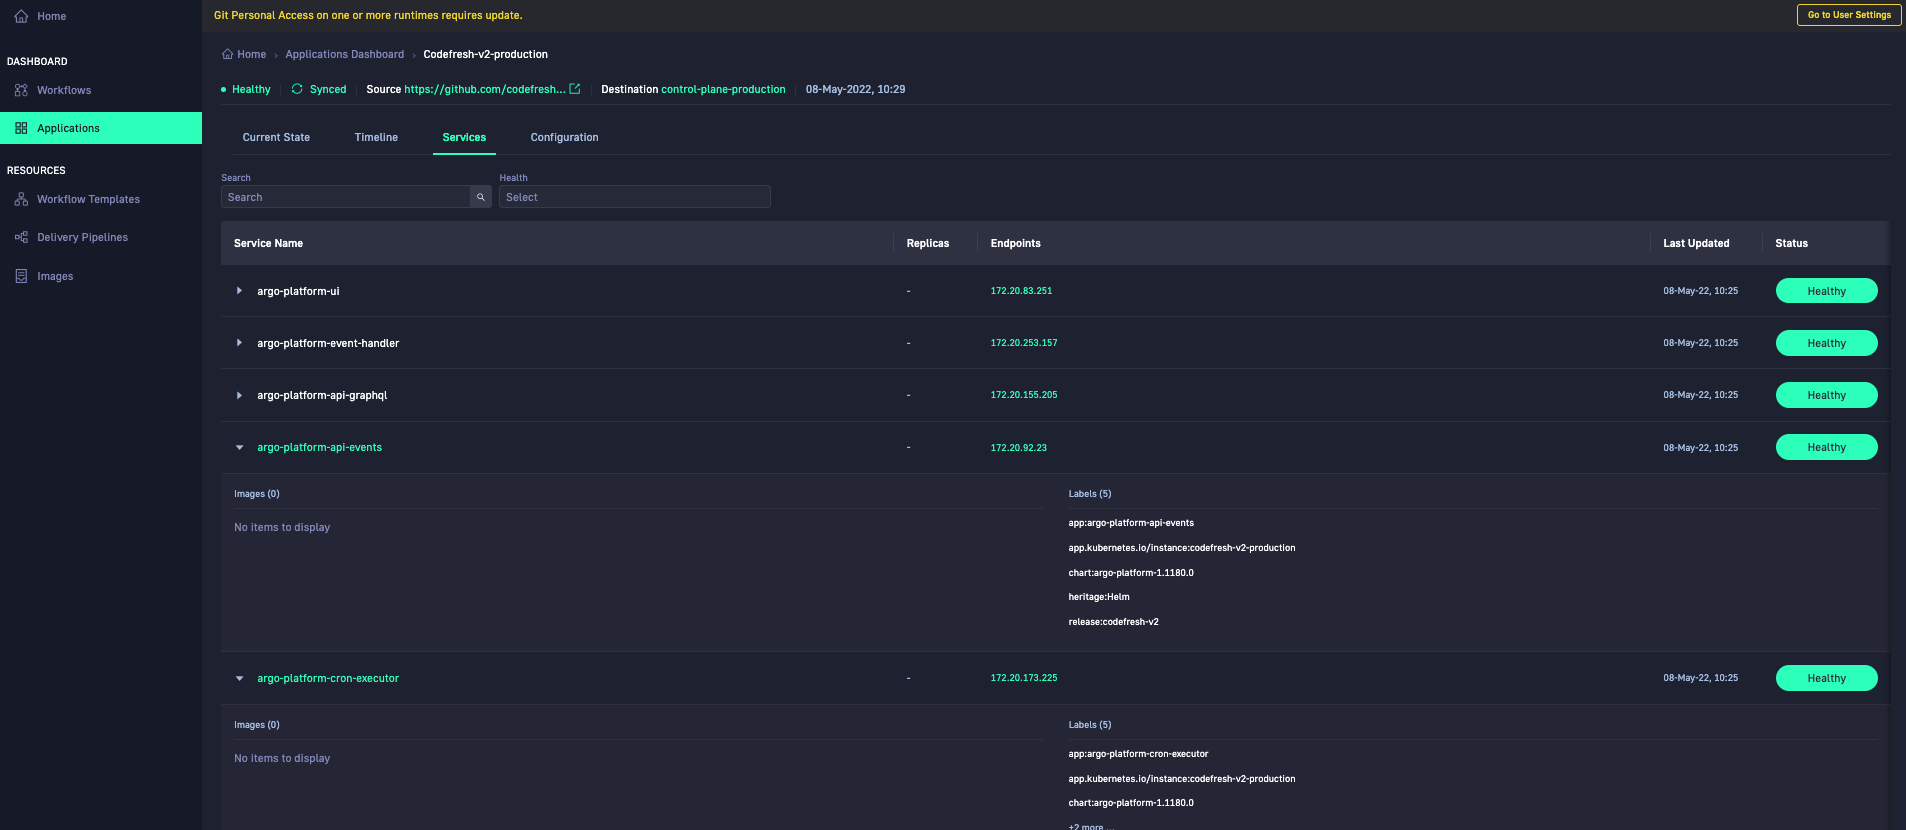 Git Personal Access on one or more runtimes requires update.
Go to User Settings
Home
DASHBOARD
Workflows
Applications
RESOURCES
Workflow Templates
Delivery Pipelines
Images
Home › Applications Dashboard › Codefresh-v2-production
Healthy Synced Source https://github.com/codefresh... Destination control-plane-production 08-May-2022, 10:29
Current State Timeline Services Configuration
Search Health
Search Select
Service Name Replicas Endpoints Last Updated Status
argo-platform-ui - 172.20.83.251 08-May-22, 10:25 Healthy
argo-platform-event-handler - 172.20.253.157 08-May-22, 10:25 Healthy
argo-platform-api-graphql - 172.20.155.205 08-May-22, 10:25 Healthy
argo-platform-api-events - 172.20.92.23 08-May-22, 10:25 Healthy
Images (0)
No items to display
Labels (5)
app:argo-platform-api-events
app.kubernetes.io/instance:codefresh-v2-production
chart:argo-platform-1.1180.0
heritage:Helm
release:codefresh-v2
argo-platform-cron-executor - 172.20.173.225 08-May-22, 10:25 Healthy
Images (0)
No items to display
Labels (5)
app:argo-platform-cron-executor
app.kubernetes.io/instance:codefresh-v2-production
chart:argo-platform-1.1180.0
+2 more ...